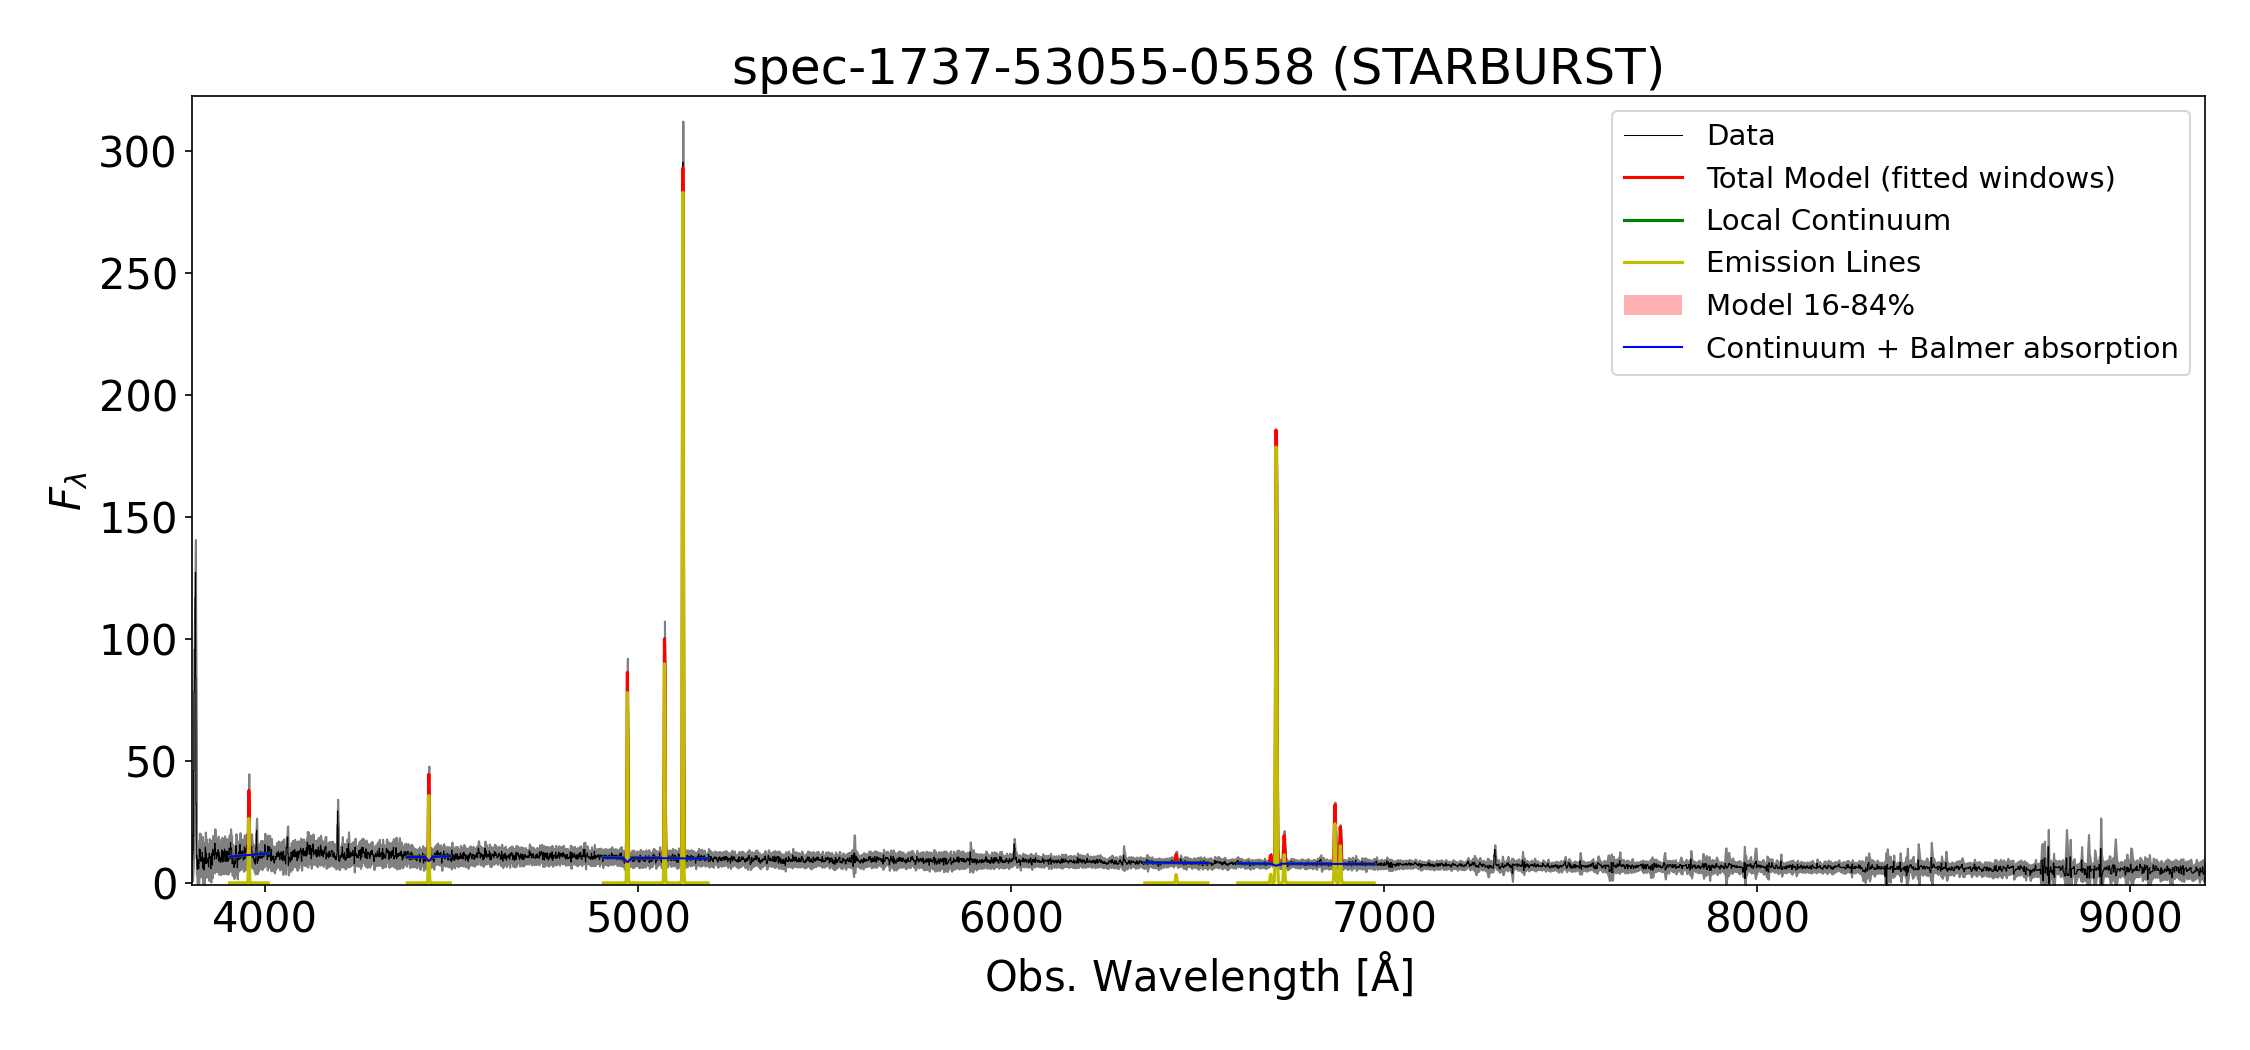 spec-1737-53055-0558 (STARBURST)
Data
Total Model (fitted windows)
Local Continuum
Emission Lines
Model 16-84%
Continuum + Balmer absorption
300
250
200
150
100
50
0
Fλ
4000 5000 6000 7000 8000 9000
Obs. Wavelength [Å]